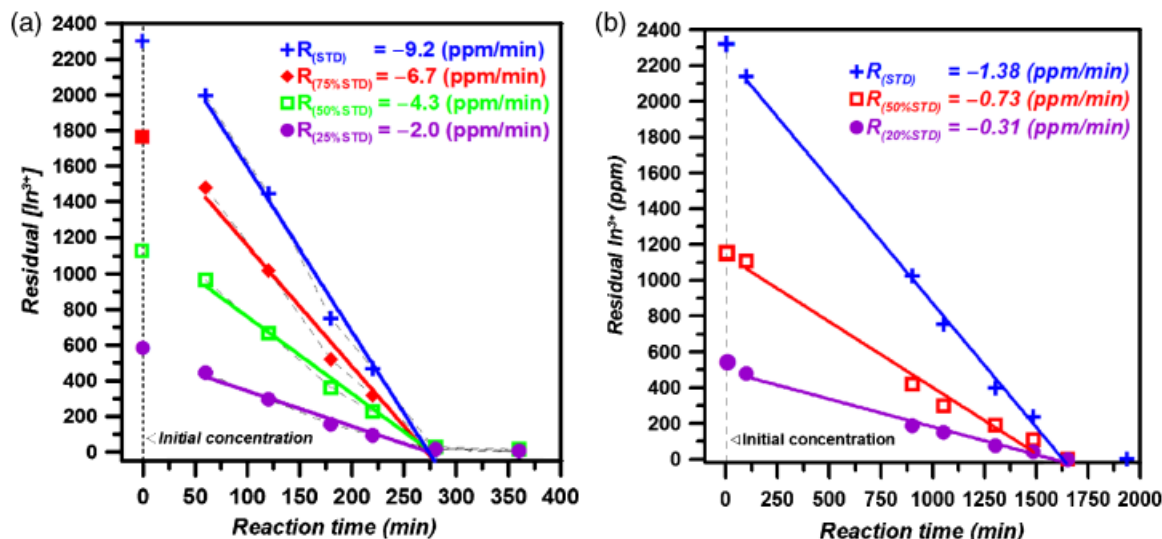 (a)
2400
2200
2000
1800
1600
1400
1200
1000
800
600
400
200
0
Residual [In³⁺]
R(STD) = −9.2 (ppm/min)
R(75%STD) = −6.7 (ppm/min)
R(50%STD) = −4.3 (ppm/min)
R(25%STD) = −2.0 (ppm/min)
Initial concentration
0 50 100 150 200 250 300 350 400
Reaction time (min)
(b)
2400
2200
2000
1800
1600
1400
1200
1000
800
600
400
200
0
Residual In³⁺ (ppm)
R(STD) = −1.38 (ppm/min)
R(50%STD) = −0.73 (ppm/min)
R(20%STD) = −0.31 (ppm/min)
Initial concentration
0 250 500 750 1000 1250 1500 1750 2000
Reaction time (min)